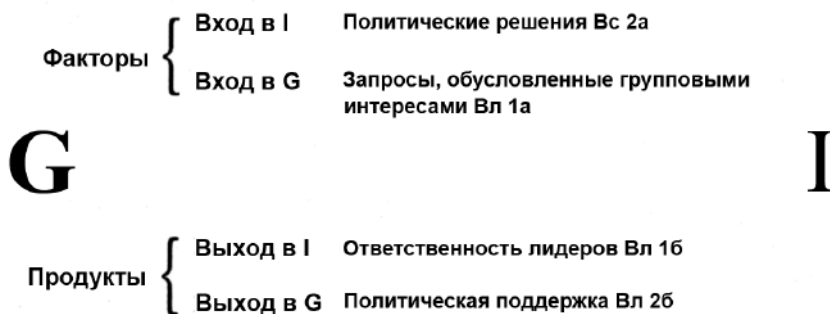 Факторы
Вход в I Политические решения Вс 2а
Вход в G Запросы, обусловленные групповыми
интересами Вл 1а
G I
Продукты
Выход в I Ответственность лидеров Вл 1б
Выход в G Политическая поддержка Вл 2б